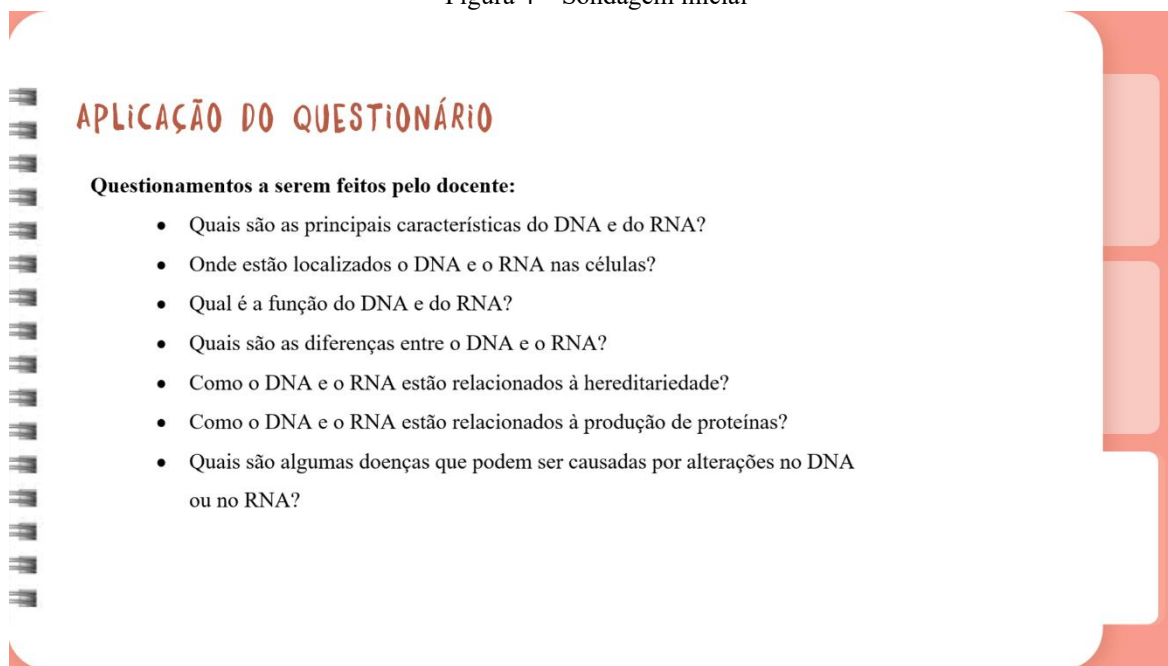 Sondagem inicial
APLICAÇÃO DO QUESTIONÁRIO
Questionamentos a serem feitos pelo docente:
• Quais são as principais características do DNA e do RNA?
• Onde estão localizados o DNA e o RNA nas células?
• Qual é a função do DNA e do RNA?
• Quais são as diferenças entre o DNA e o RNA?
• Como o DNA e o RNA estão relacionados à hereditariedade?
• Como o DNA e o RNA estão relacionados à produção de proteínas?
• Quais são algumas doenças que podem ser causadas por alterações no DNA
ou no RNA?